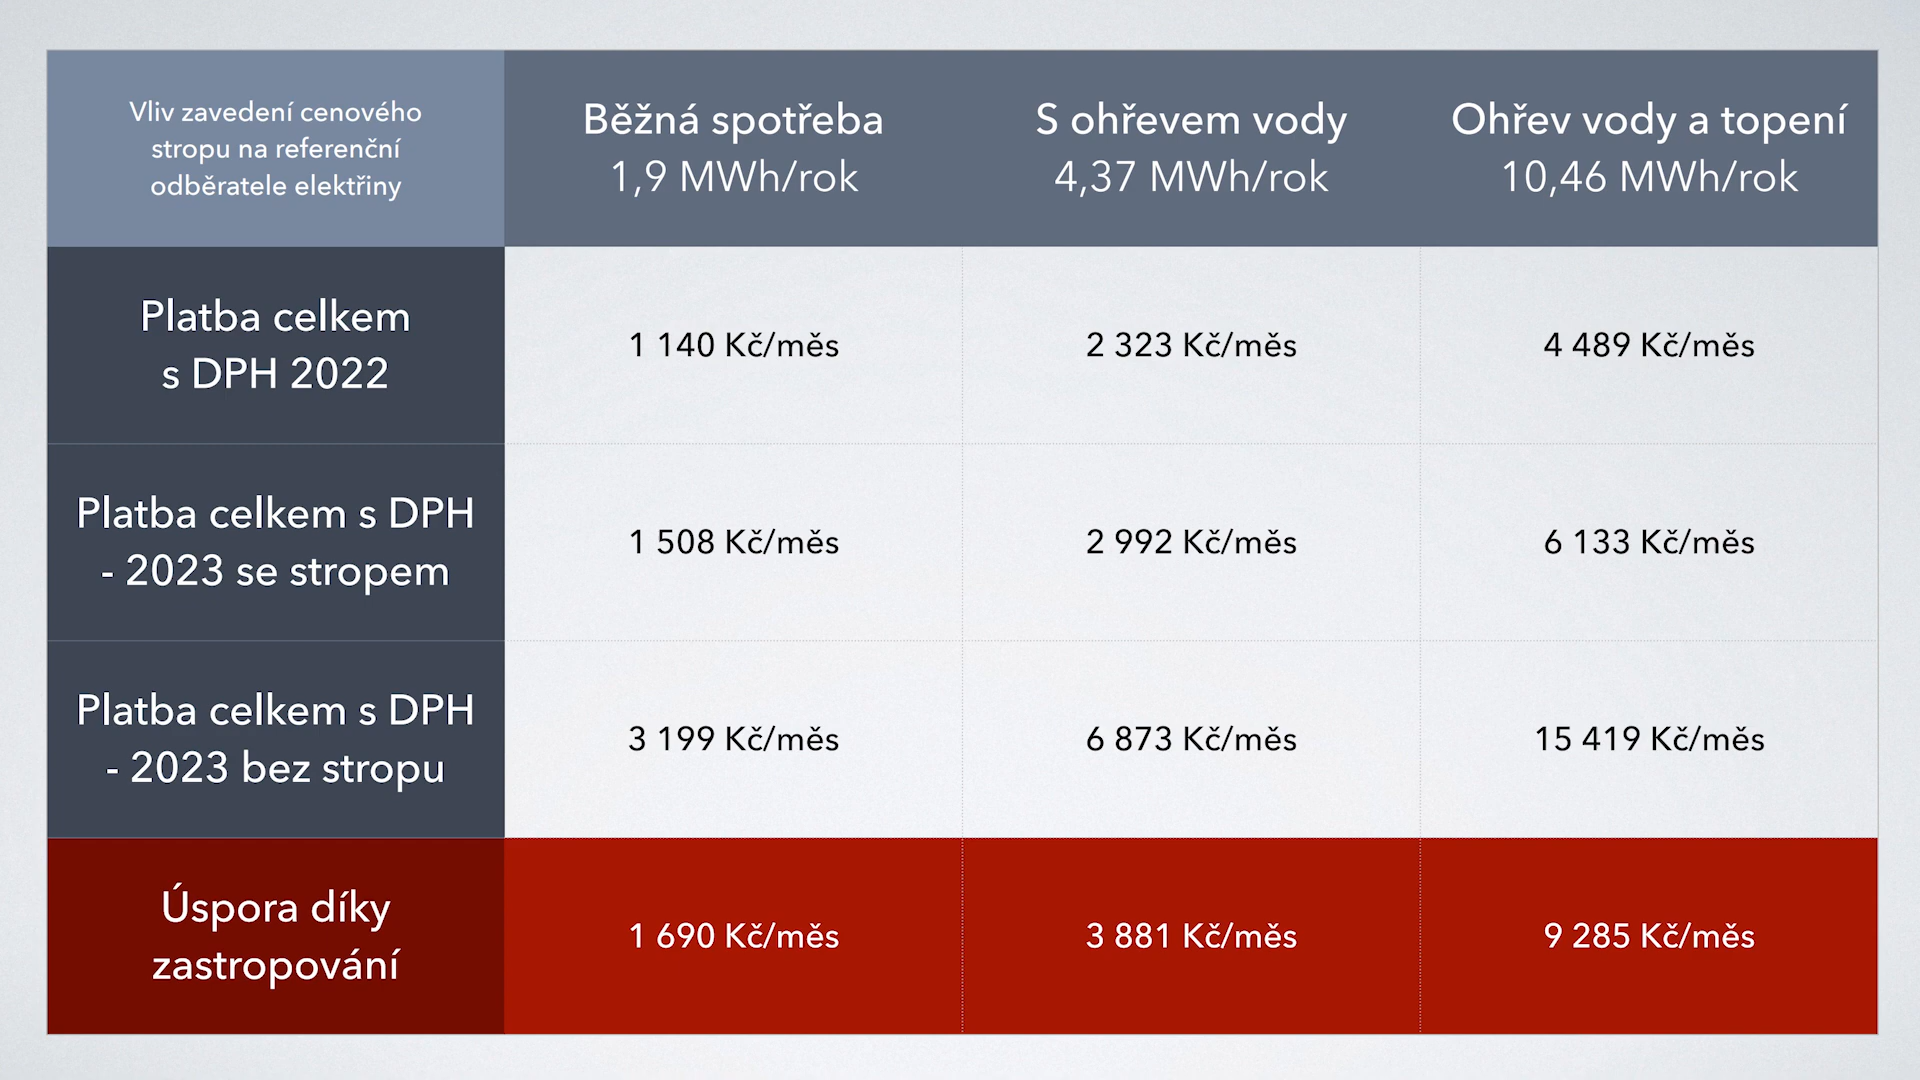 Vliv zavedení cenového
stropu na referenční
odběratele elektřiny
Běžná spotřeba
1,9 MWh/rok
S ohřevem vody
4,37 MWh/rok
Ohřev vody a topení
10,46 MWh/rok
Platba celkem
s DPH 2022
1 140 Kč/měs
2 323 Kč/měs
4 489 Kč/měs
Platba celkem s DPH
- 2023 se stropem
1 508 Kč/měs
2 992 Kč/měs
6 133 Kč/měs
Platba celkem s DPH
- 2023 bez stropu
3 199 Kč/měs
6 873 Kč/měs
15 419 Kč/měs
Úspora díky
zastropování
1 690 Kč/měs
3 881 Kč/měs
9 285 Kč/měs